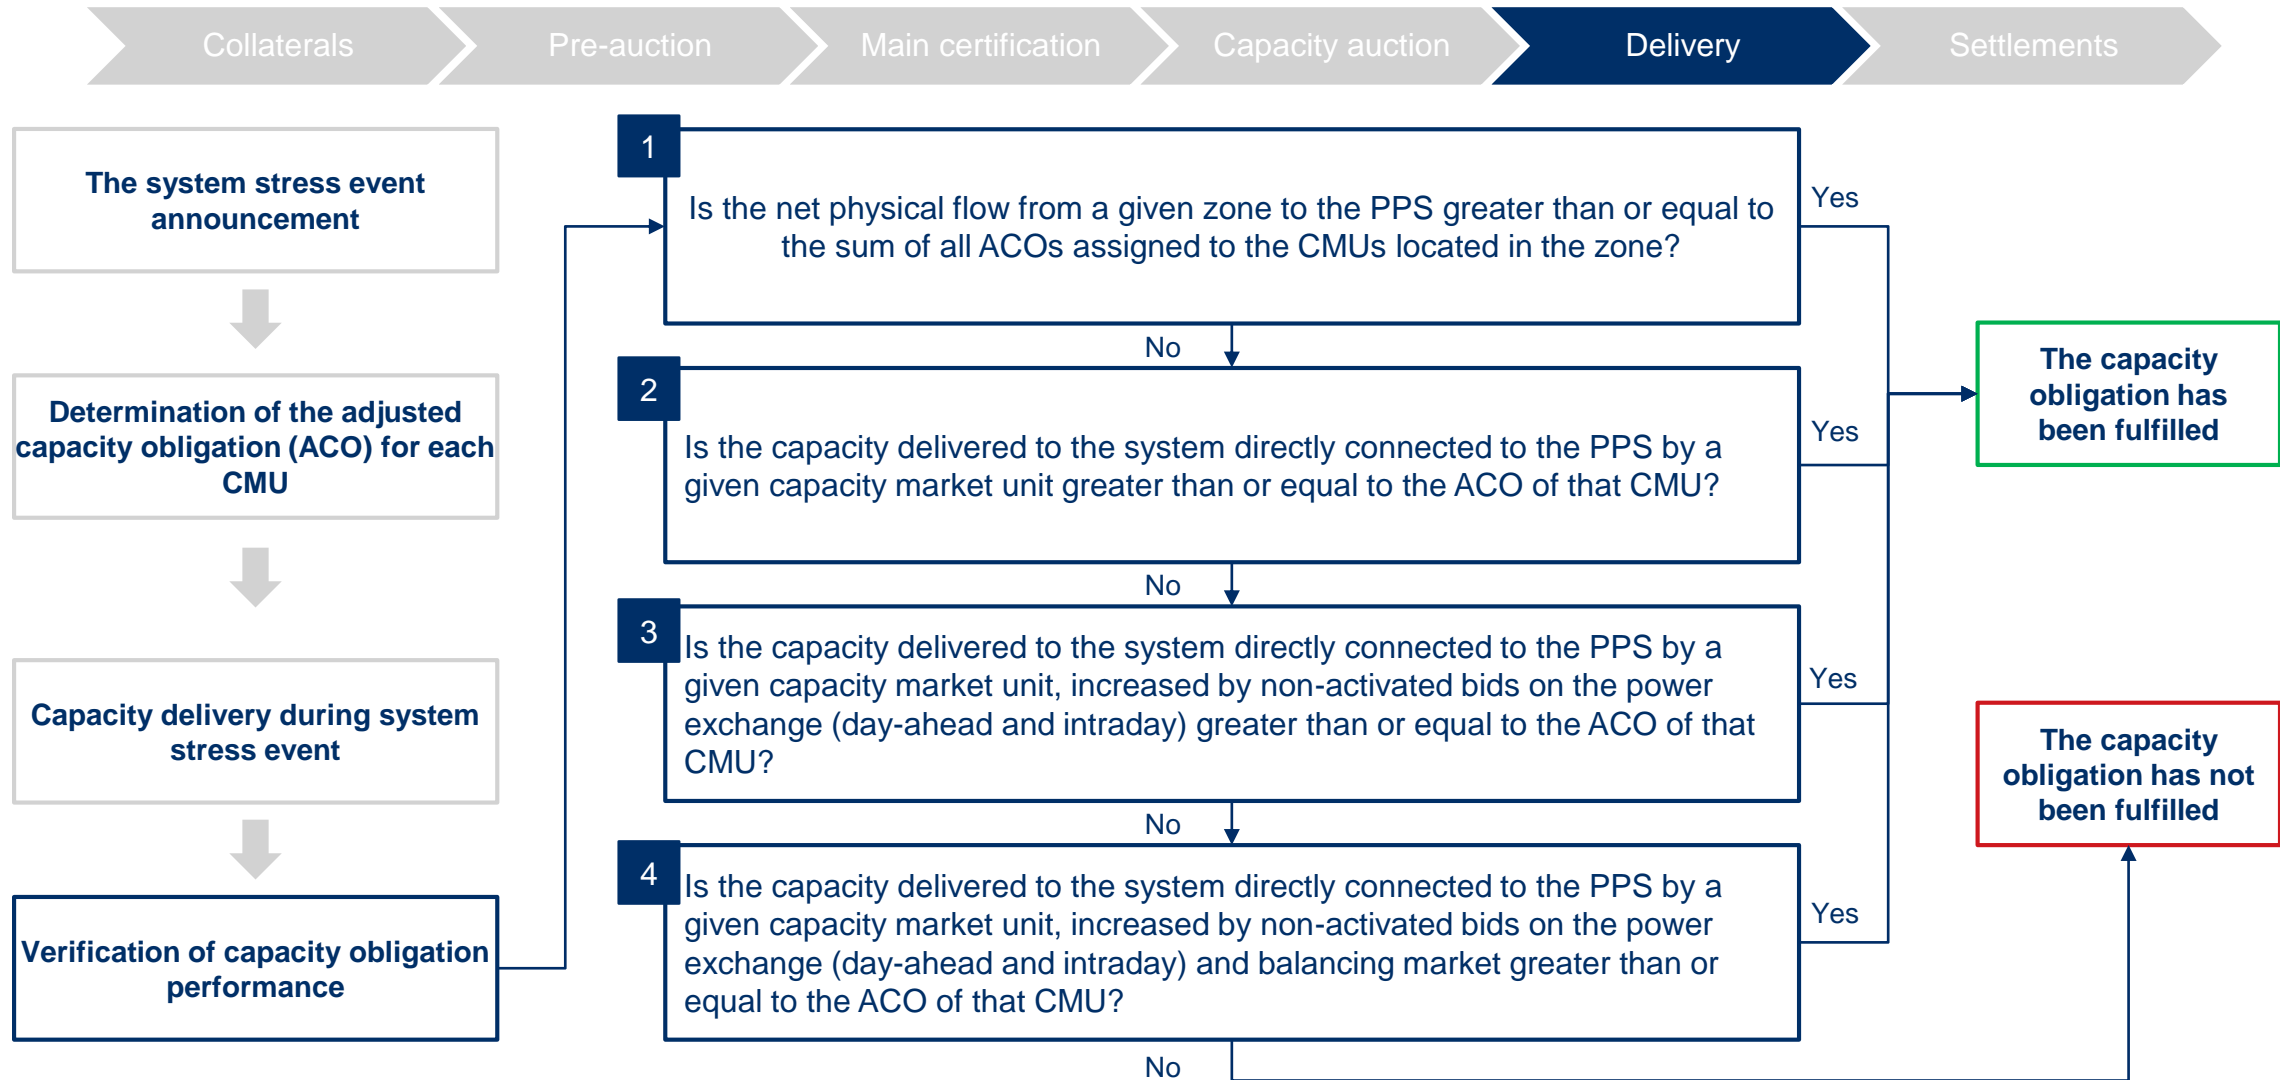 Collaterals
Pre-auction
Main certification
Capacity auction
Delivery
Settlements
The system stress event
announcement
Determination of the adjusted
capacity obligation (ACO) for each
CMU
Capacity delivery during system
stress event
Verification of capacity obligation
performance
1
Is the net physical flow from a given zone to the PPS greater than or equal to
the sum of all ACOs assigned to the CMUs located in the zone?
Yes
No
2
Is the capacity delivered to the system directly connected to the PPS by a
given capacity market unit greater than or equal to the ACO of that CMU?
Yes
No
3
Is the capacity delivered to the system directly connected to the PPS by a
given capacity market unit, increased by non-activated bids on the power
exchange (day-ahead and intraday) greater than or equal to the ACO of that
CMU?
Yes
No
4
Is the capacity delivered to the system directly connected to the PPS by a
given capacity market unit, increased by non-activated bids on the power
exchange (day-ahead and intraday) and balancing market greater than or
equal to the ACO of that CMU?
Yes
No
The capacity
obligation has
been fulfilled
The capacity
obligation has not
been fulfilled